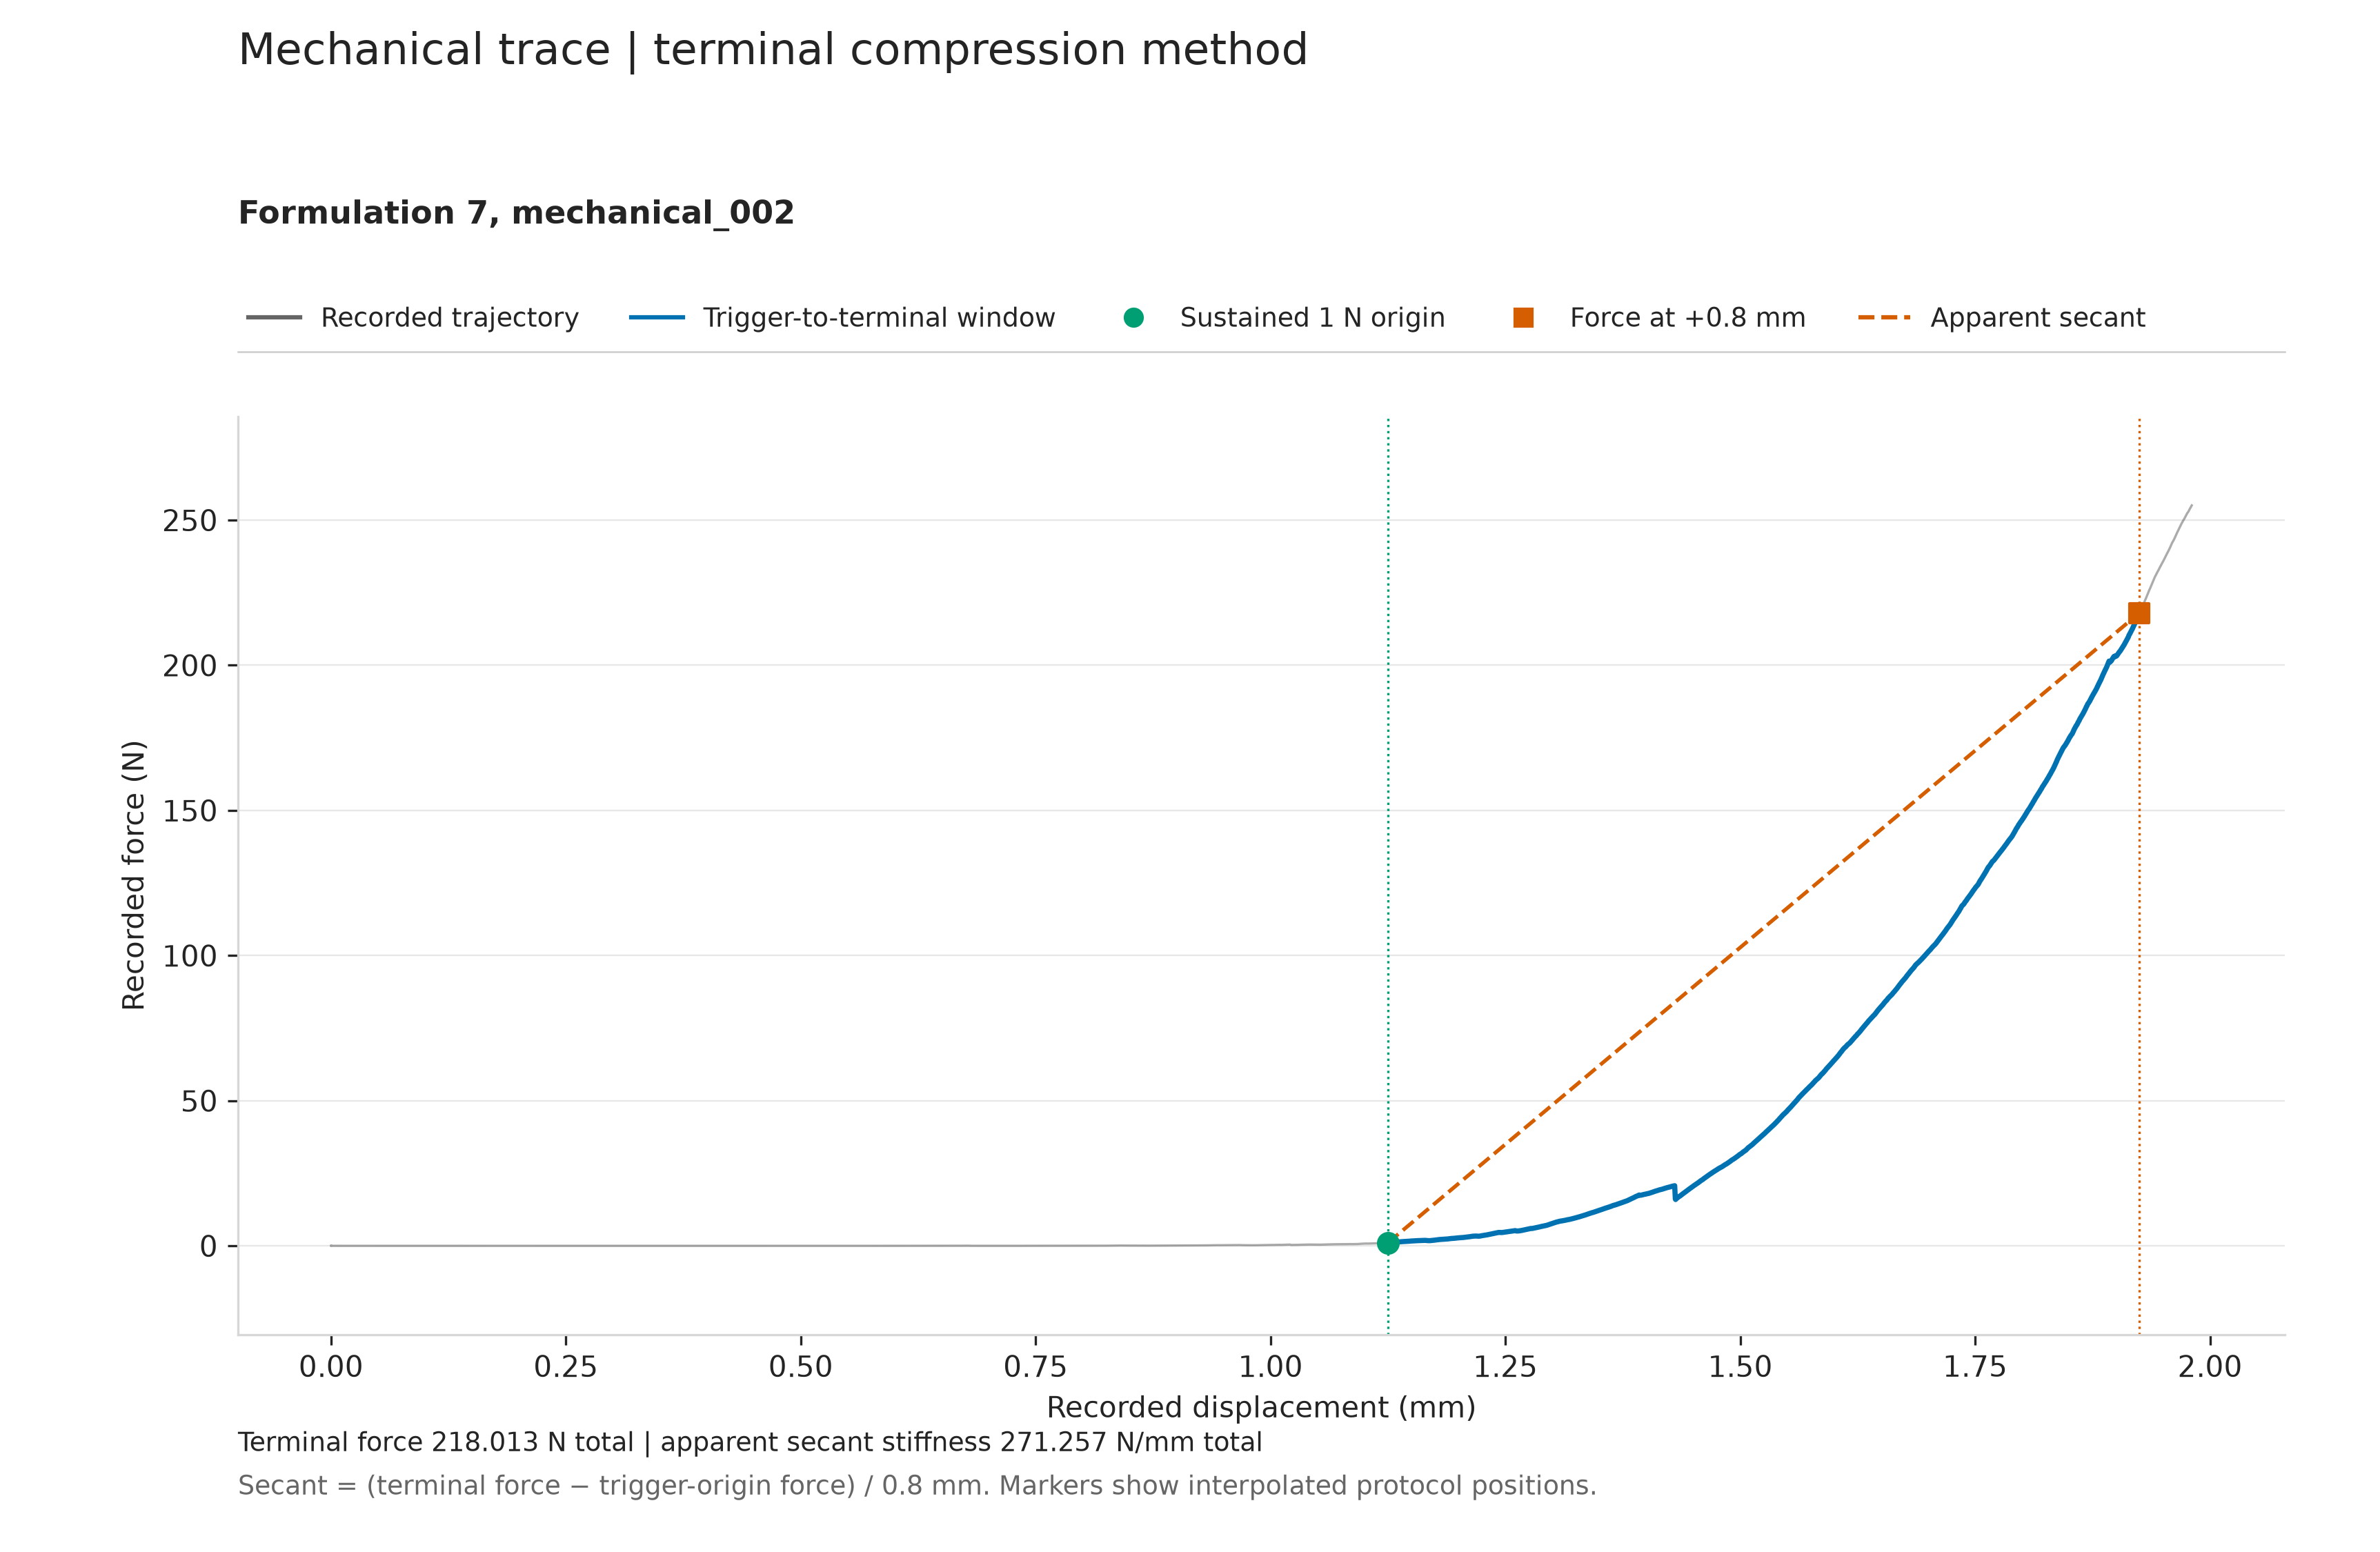 Mechanical trace | terminal compression method
Formulation 7, mechanical_002
Recorded trajectory
Trigger-to-terminal window
Sustained 1 N origin
Force at +0.8 mm
Apparent secant
Recorded force (N)
250
200
150
100
50
0
0.00 0.25 0.50 0.75 1.00 1.25 1.50 1.75 2.00
Recorded displacement (mm)
Terminal force 218.013 N total | apparent secant stiffness 271.257 N/mm total
Secant = (terminal force − trigger-origin force) / 0.8 mm. Markers show interpolated protocol positions.